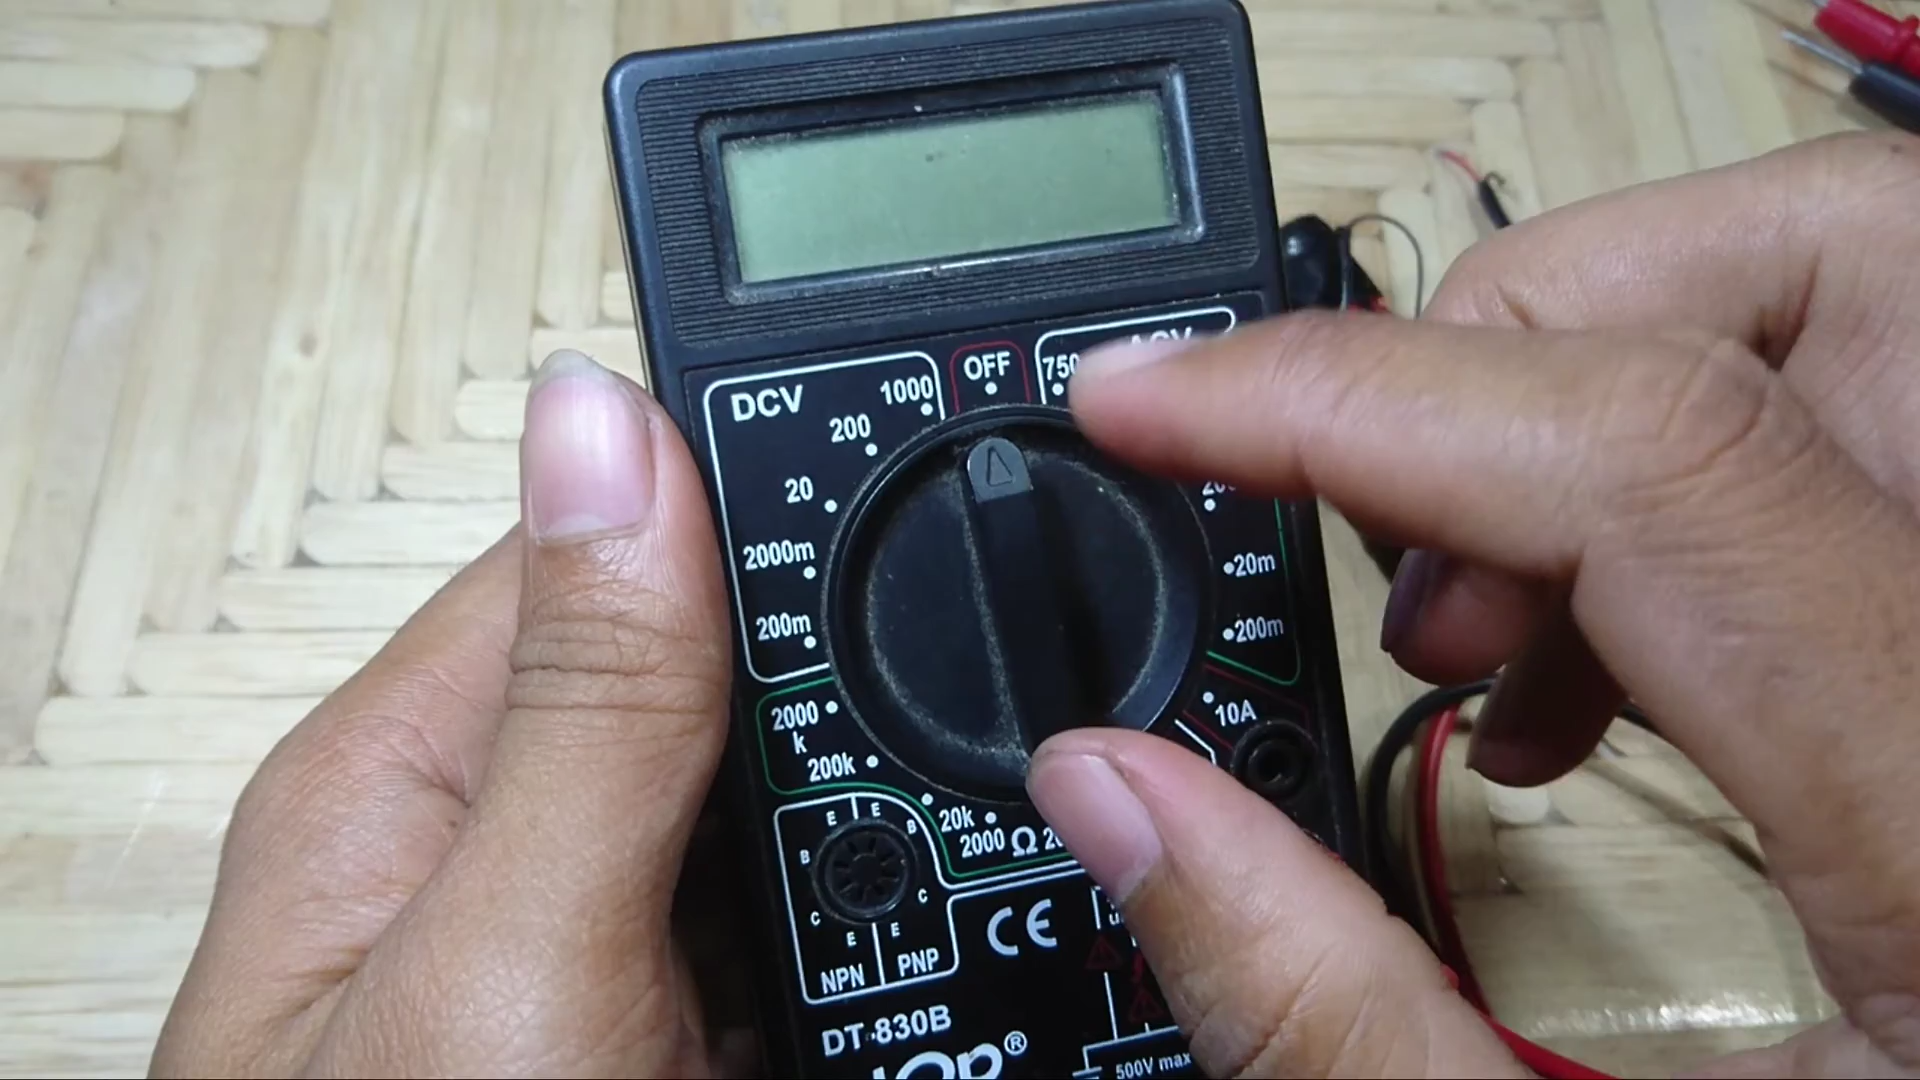 OFF
750
DCV
1000
200
20
2000m
200m
20m
200m
10A
2000
k
200k
20k
2000 Ω
E E
B B
C C
E E
NPN PNP
CE
DT-830B
500V max